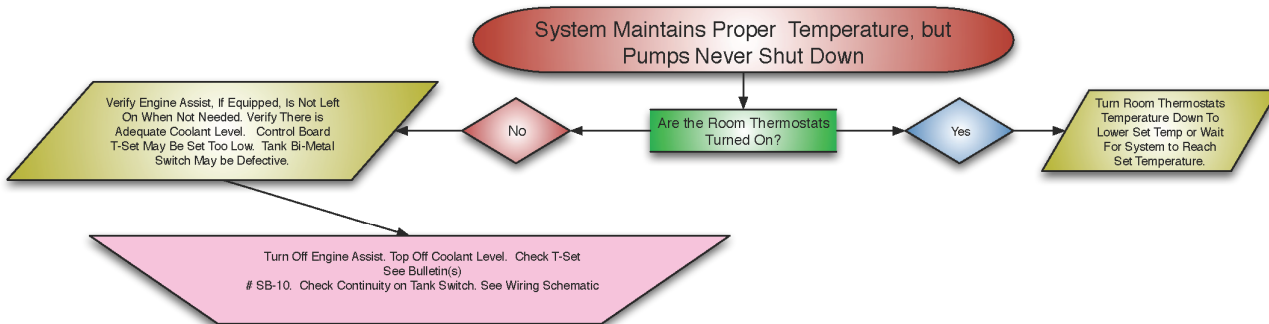 System Maintains Proper Temperature, but
Pumps Never Shut Down
Verify Engine Assist, If Equipped, Is Not Left
On When Not Needed. Verify There is
Adequate Coolant Level. Control Board
T-Set May Be Set Too Low. Tank Bi-Metal
Switch May be Defective.
No
Are the Room Thermostats
Turned On?
Yes
Turn Room Thermostats
Temperature Down To
Lower Set Temp or Wait
For System to Reach
Set Temperature.
Turn Off Engine Assist. Top Off Coolant Level. Check T-Set
See Bulletin(s)
# SB-10. Check Continuity on Tank Switch. See Wiring Schematic